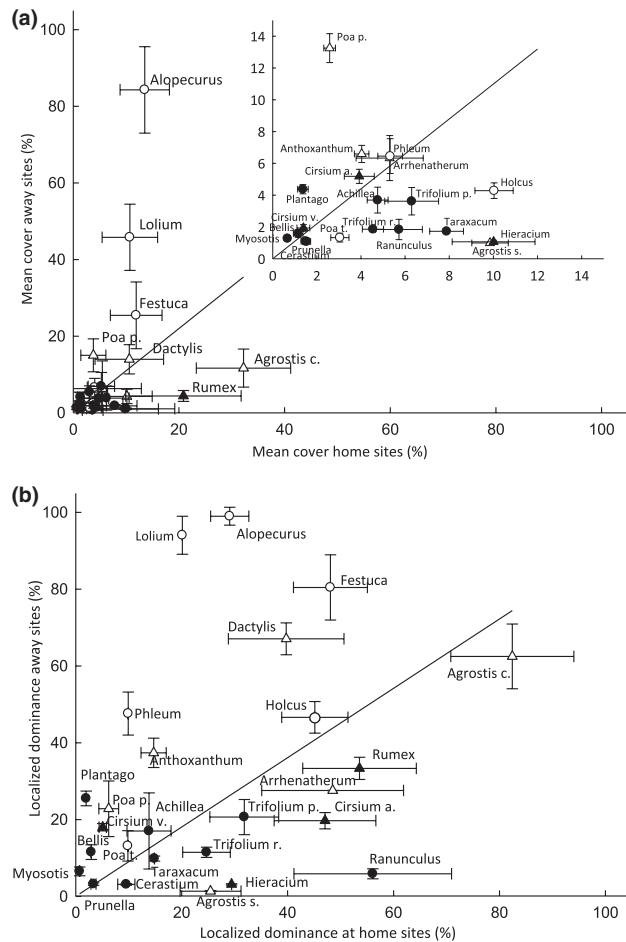 (a)
100
80
60
40
20
0
Mean cover away sites (%)
Alopecurus
Lolium
Festuca
Poa p.
Dactylis
Agrostis c.
Rumex
14
12
10
8
6
4
2
0
Poa p.
Anthoxanthum
Phleum
Cirsium a.
Arrhenatherum
Plantago
Achillea
Trifolium p.
Holcus
Cirsium v.
Bellis
Poa t.
Trifolium r.
Taraxacum
Myosotis
Hieracium
Prunella
Ranunculus
Cerastium
Agrostis s.
0 2 4 6 8 10 12 14
0 20 40 60 80 100
Mean cover home sites (%)
(b)
100
80
60
40
20
0
Localized dominance away sites (%)
Lolium
Alopecurus
Festuca
Dactylis
Agrostis c.
Phleum
Holcus
Anthoxanthum
Rumex
Plantago
Arrhenatherum
Poa p.
Achillea
Trifolium p.
Cirsium a.
Cirsium v.
Bellis
Poa t.
Trifolium r.
Myosotis
Taraxacum
Ranunculus
Cerastium
Hieracium
Prunella
Agrostis s.
0 20 40 60 80 100
Localized dominance at home sites (%)